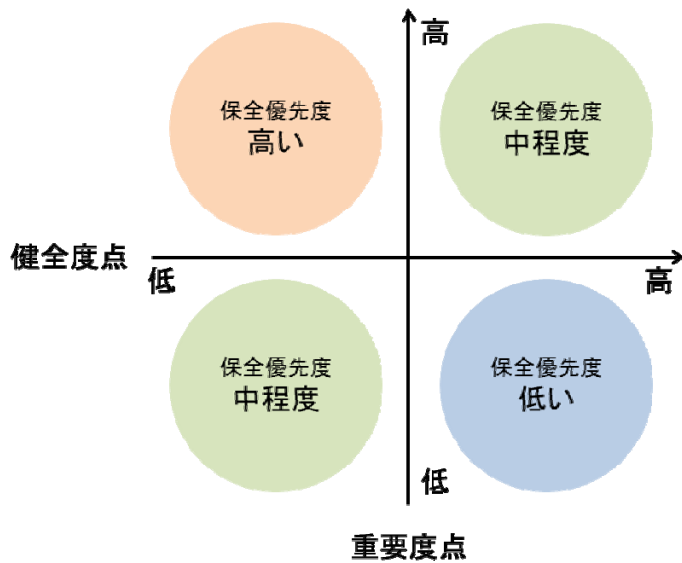 高
保全優先度
高い
保全優先度
中程度
健全度点
低
高
保全優先度
中程度
保全優先度
低い
低
重要度点